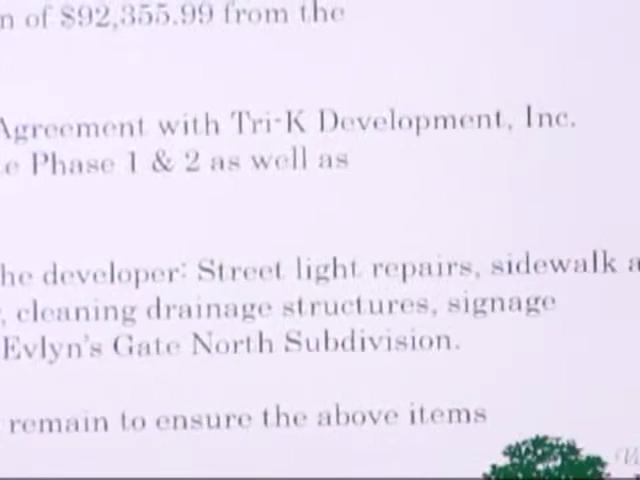 n of $92,355.99 from the
Agreement with Tri-K Development, Inc.
e Phase 1 & 2 as well as
he developer: Street light repairs, sidewalk a
, cleaning drainage structures, signage
Evlyn's Gate North Subdivision.
remain to ensure the above items